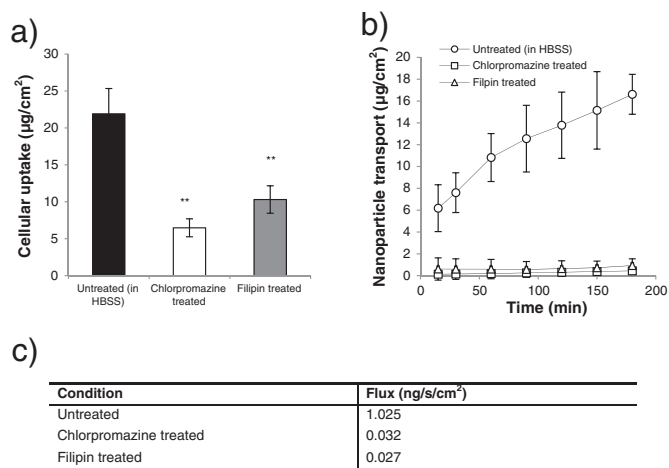 a)
30
25
20
15
10
5
0
Cellular uptake (μg/cm²)
**
**
Untreated (in HBSS)
Chlorpromazine treated
Filipin treated
b)
Untreated (in HBSS)
Chlorpromazine treated
Filpin treated
20
18
16
14
12
10
8
6
4
2
0
Nanoparticle transport (μg/cm²)
0 50 100 150 200
Time (min)
c)
Condition Flux (ng/s/cm²)
Untreated 1.025
Chlorpromazine treated 0.032
Filipin treated 0.027